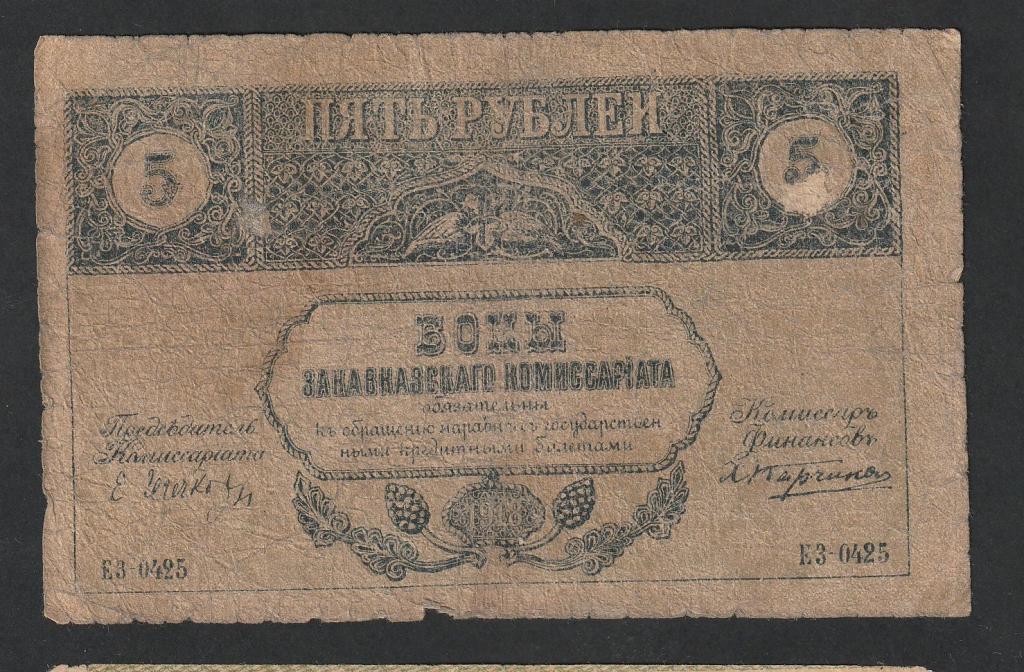 ПЯТЬ РУБЛЕЙ
5 5
БОНЫ
ЗАКАВКАЗСКАГО КОМИССАРІАТА
обязательны
къ обращенію наравнѣ съ государствен
ными кредитными билетами
Предсѣдатель
Комиссаріата
Комиссаръ
Финансовъ
1918
ЕЗ-0425 ЕЗ-0425